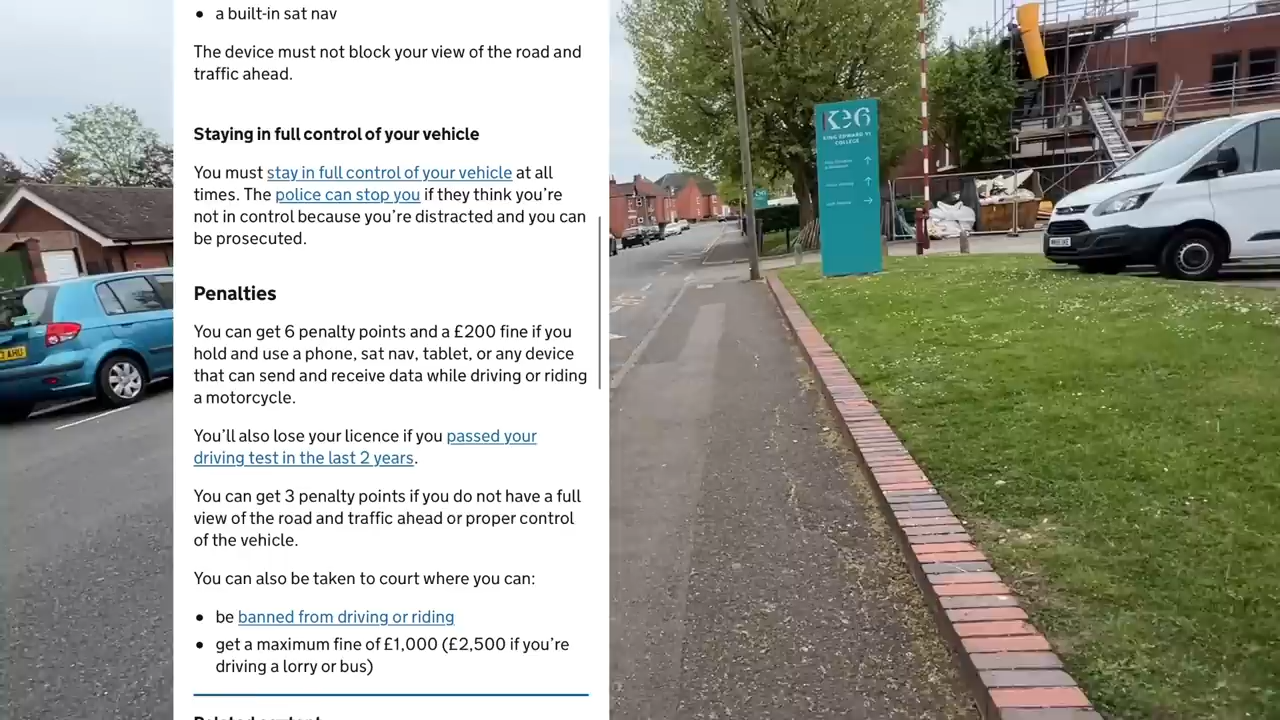 a built-in sat nav
The device must not block your view of the road and
traffic ahead.
Staying in full control of your vehicle
You must stay in full control of your vehicle at all
times. The police can stop you if they think you’re
not in control because you’re distracted and you can
be prosecuted.
Penalties
You can get 6 penalty points and a £200 fine if you
hold and use a phone, sat nav, tablet, or any device
that can send and receive data while driving or riding
a motorcycle.
You’ll also lose your licence if you passed your
driving test in the last 2 years.
You can get 3 penalty points if you do not have a full
view of the road and traffic ahead or proper control
of the vehicle.
You can also be taken to court where you can:
be banned from driving or riding
get a maximum fine of £1,000 (£2,500 if you’re
driving a lorry or bus)
Related content
AHU
Ke6
KING EDWARD VI
COLLEGE